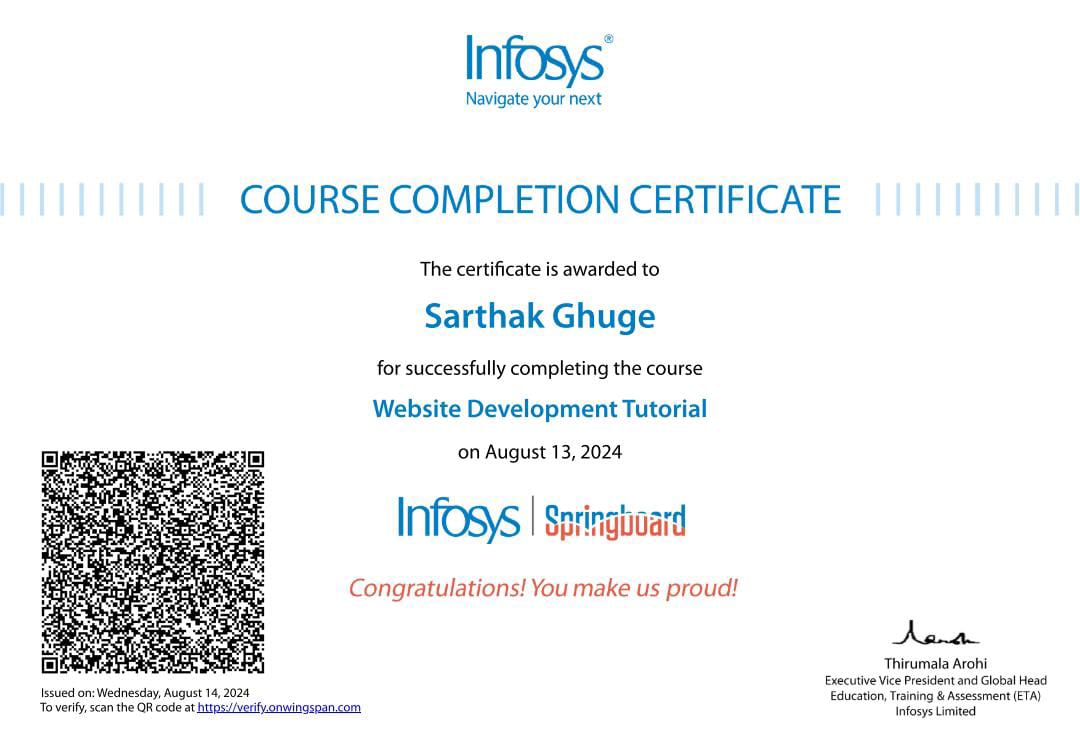 Infosys®
Navigate your next
COURSE COMPLETION CERTIFICATE
The certificate is awarded to
Sarthak Ghuge
for successfully completing the course
Website Development Tutorial
on August 13, 2024
Infosys | Springboard
Congratulations! You make us proud!
Issued on: Wednesday, August 14, 2024
To verify, scan the QR code at https://verify.onwingspan.com
Thirumala Arohi
Executive Vice President and Global Head
Education, Training & Assessment (ETA)
Infosys Limited